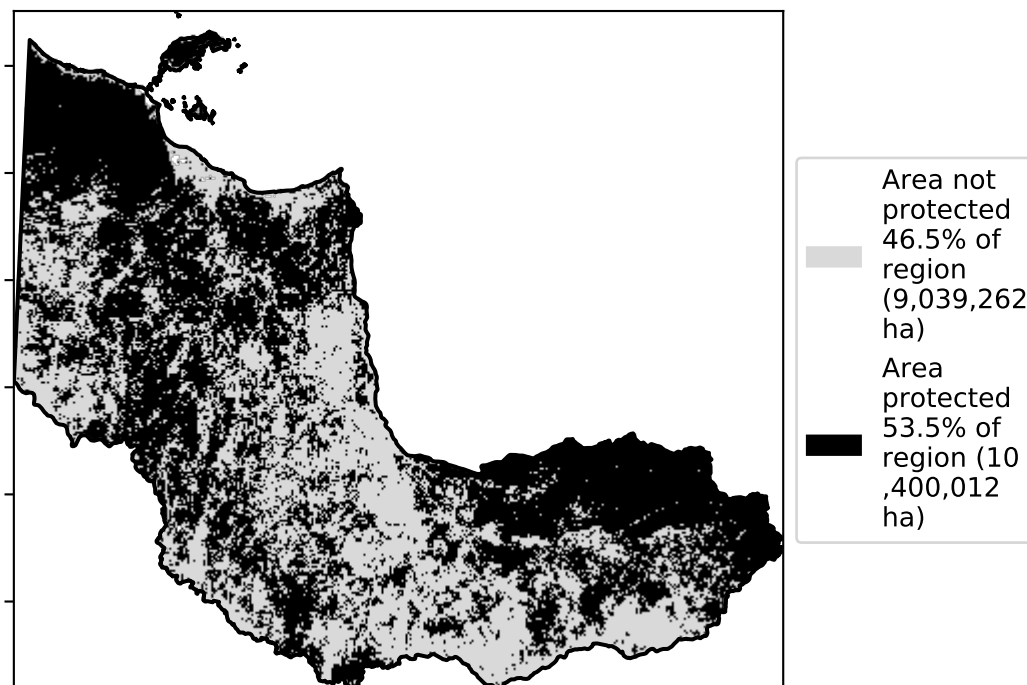 Area not
protected
46.5% of
region
(9,039,262
ha)
Area
protected
53.5% of
region (10
,400,012
ha)